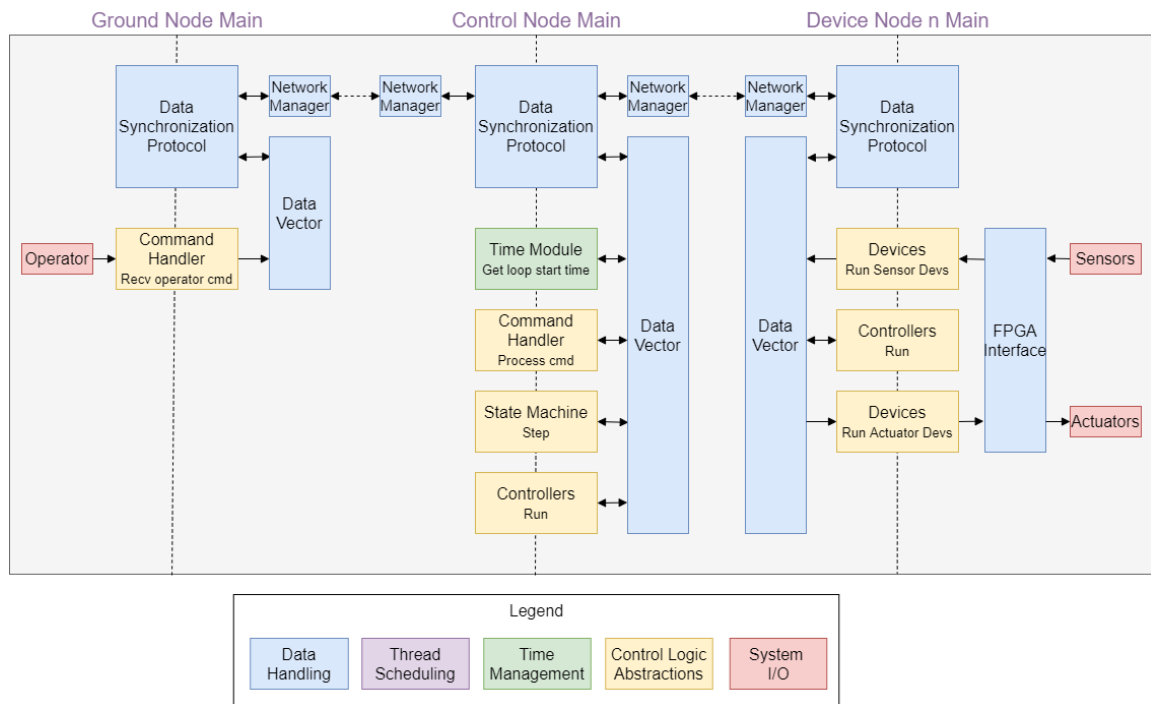 Ground Node Main
Control Node Main
Device Node n Main
Data
Synchronization
Protocol
Network
Manager
Network
Manager
Data
Synchronization
Protocol
Network
Manager
Network
Manager
Data
Synchronization
Protocol
Data
Vector
Operator
Command
Handler
Recv operator cmd
Time Module
Get loop start time
Command
Handler
Process cmd
State Machine
Step
Controllers
Run
Data
Vector
Data
Vector
Devices
Run Sensor Devs
Controllers
Run
Devices
Run Actuator Devs
FPGA
Interface
Sensors
Actuators
Legend
Data
Handling
Thread
Scheduling
Time
Management
Control Logic
Abstractions
System
I/O